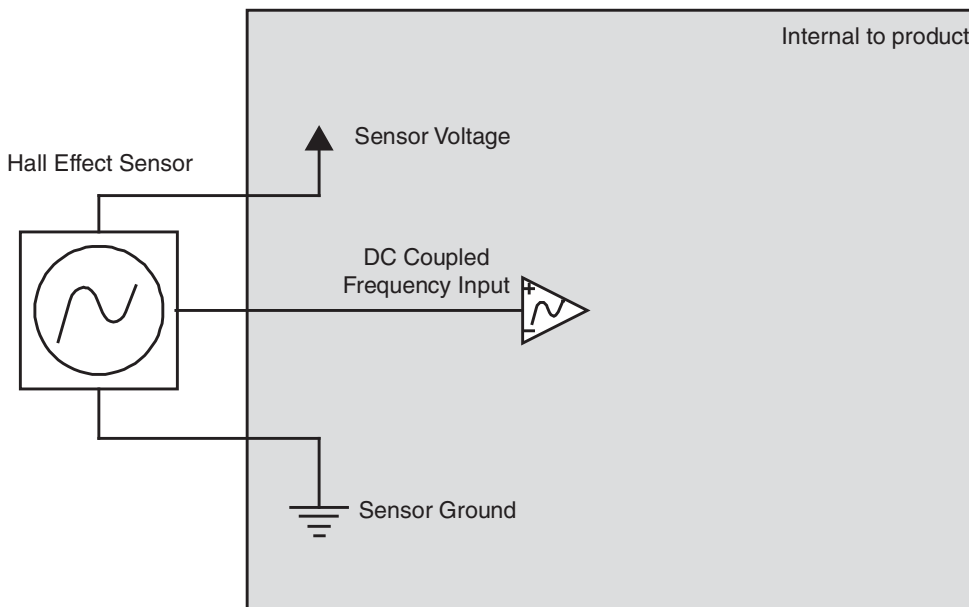 Internal to product
Sensor Voltage
Hall Effect Sensor
DC Coupled
Frequency Input
+
−
Sensor Ground